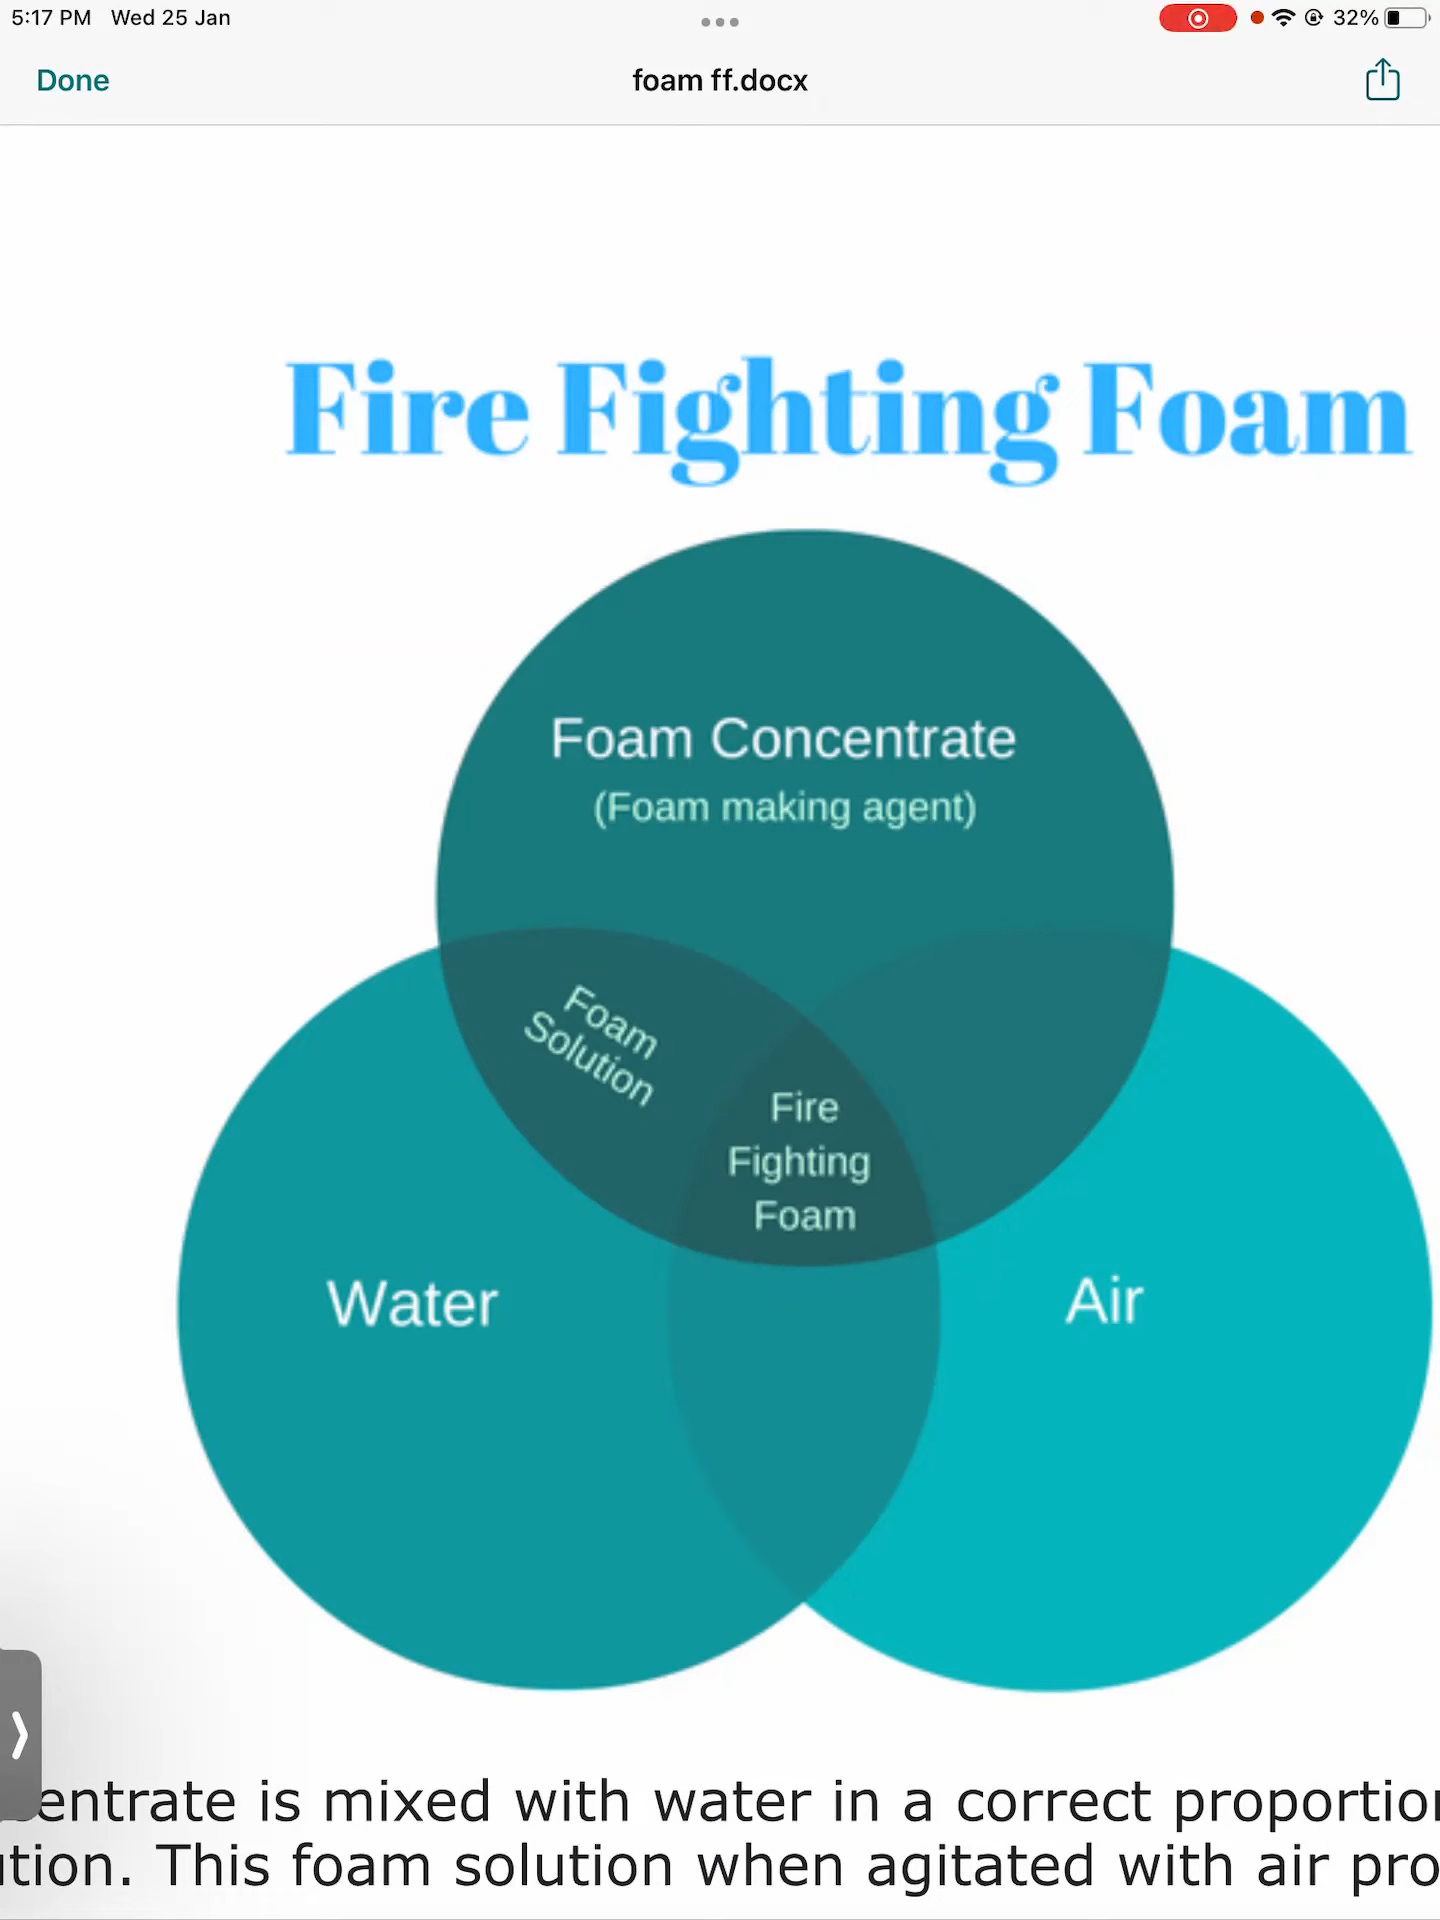 5:17 PM Wed 25 Jan
32%
Done
foam ff.docx
Fire Fighting Foam
Foam Concentrate
(Foam making agent)
Foam
Solution
Fire
Fighting
Foam
Water
Air
entrate is mixed with water in a correct proportion
tion. This foam solution when agitated with air pro